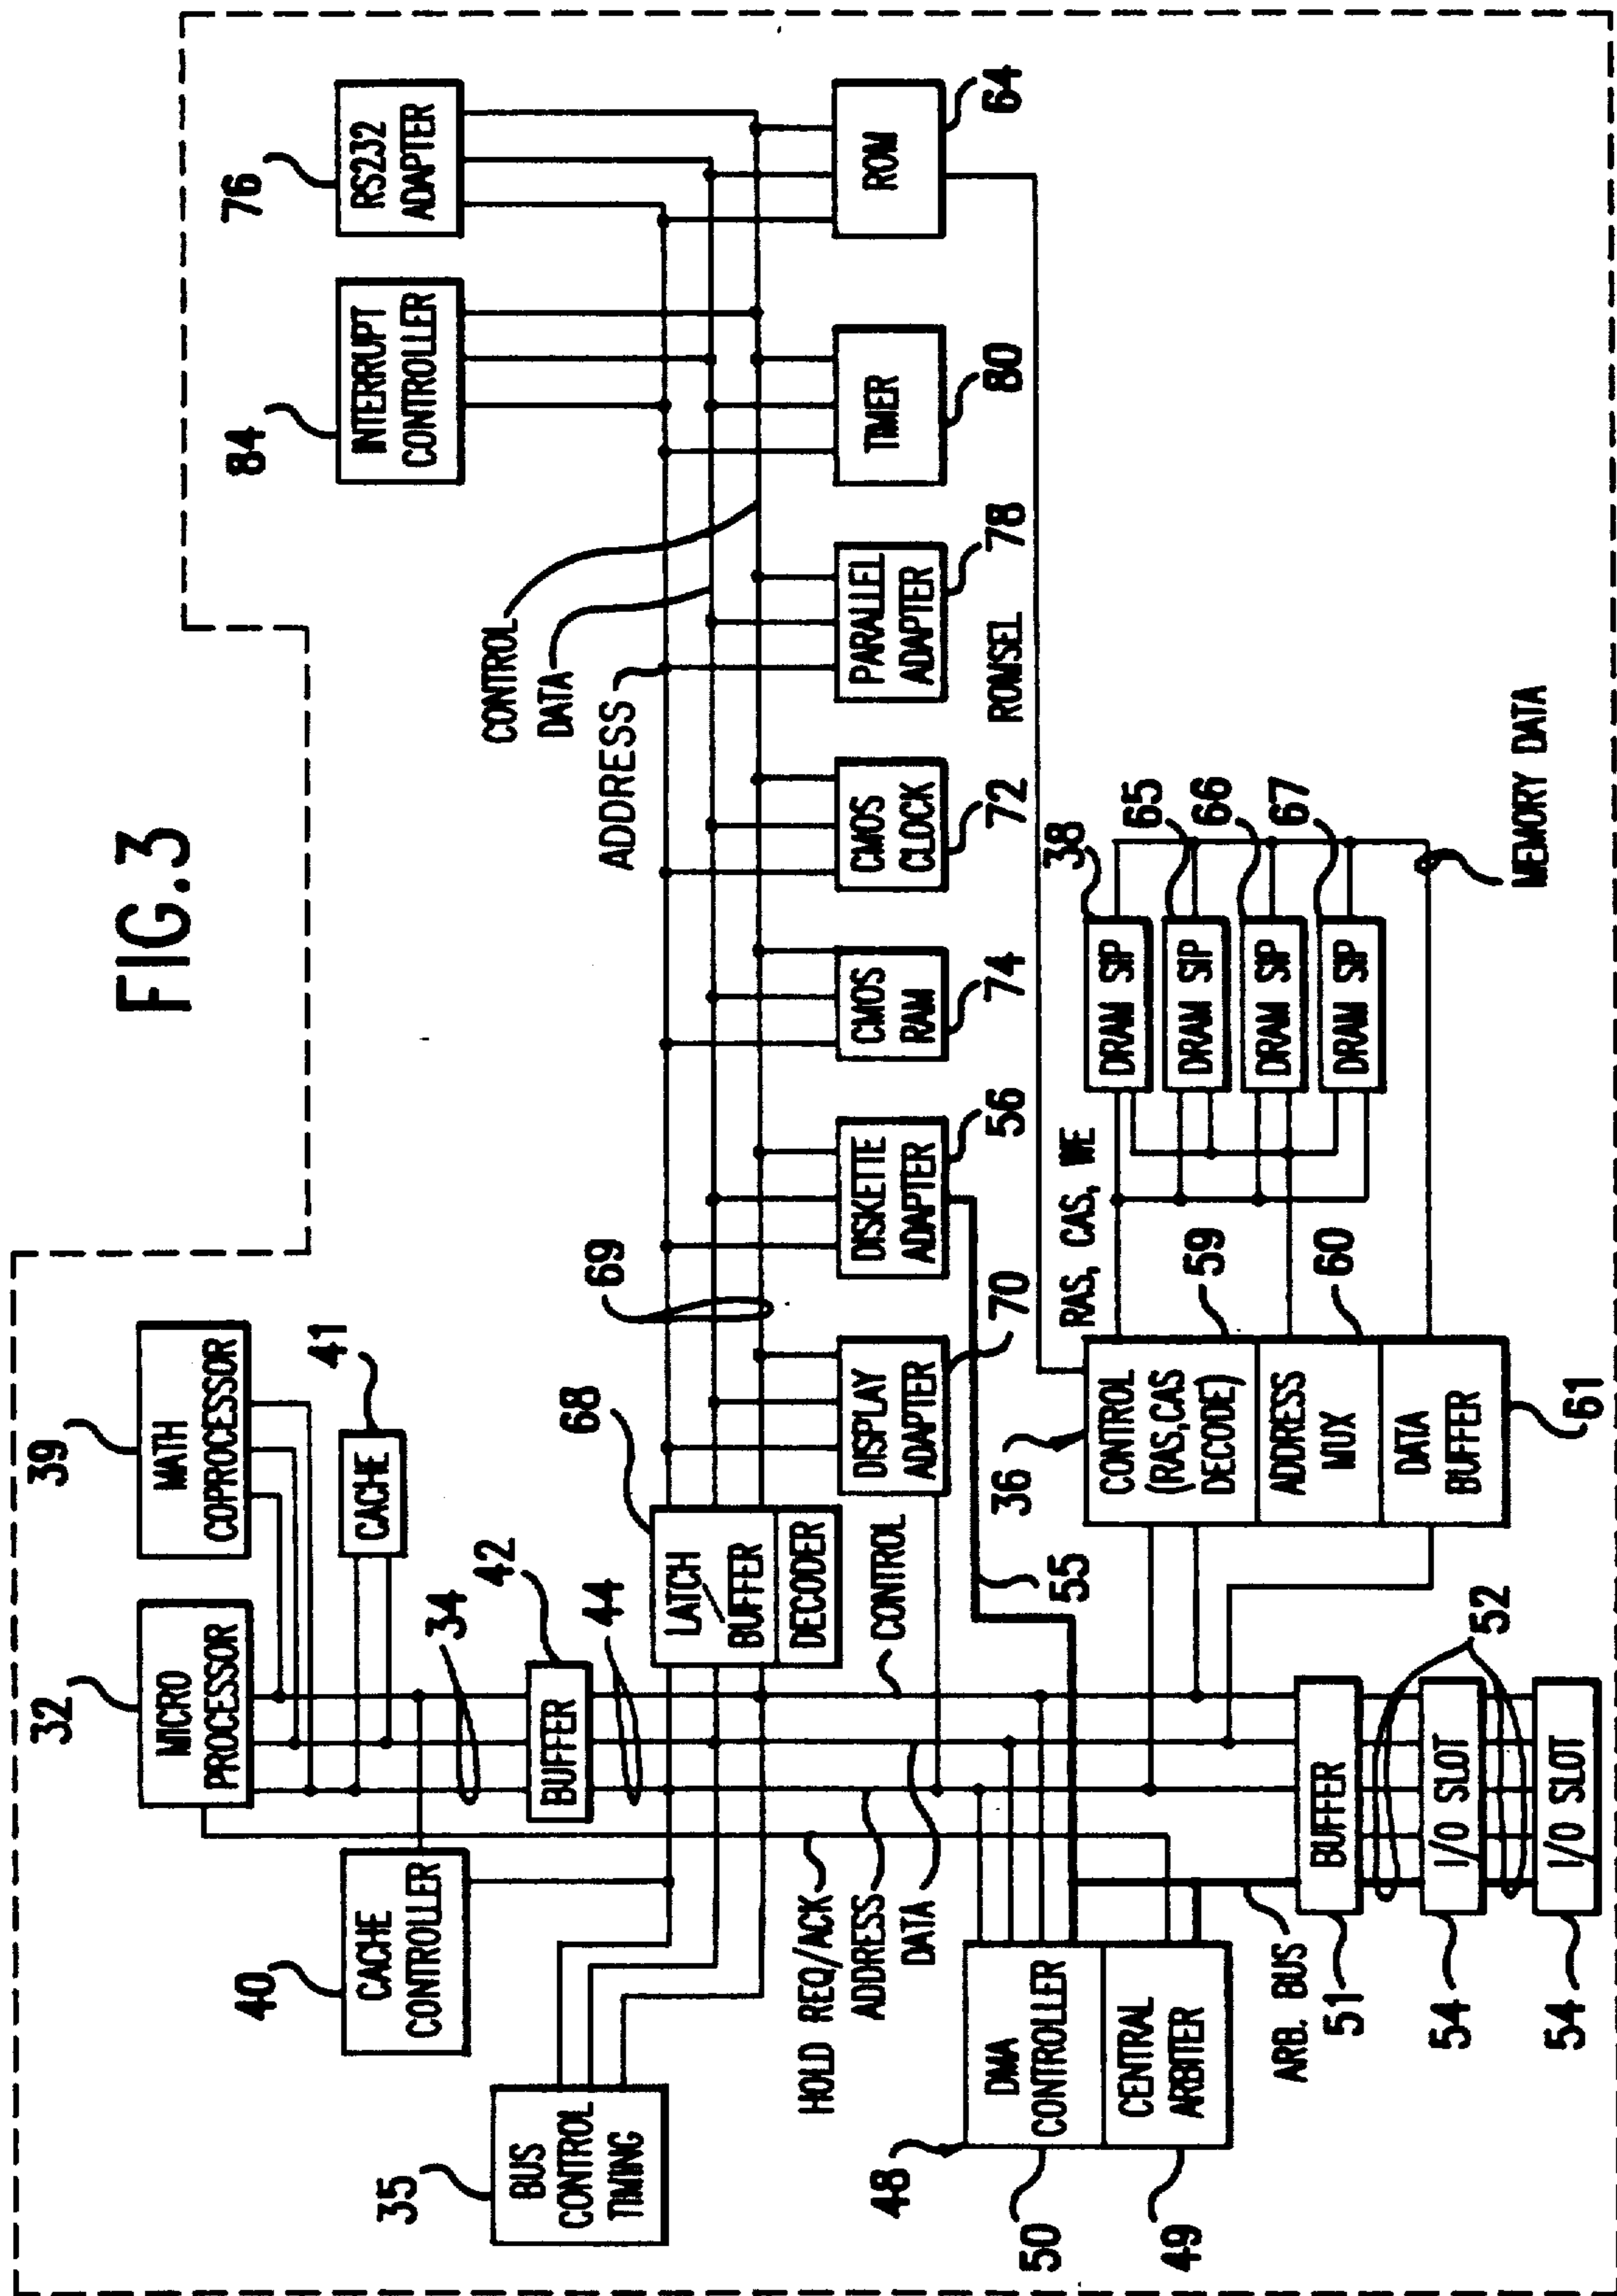 FIG.3
32
MICRO
PROCESSOR
39
MATH
COPROCESSOR
40
CACHE
CONTROLLER
41
CACHE
34
35
BUS
CONTROL
TIMING
42
BUFFER
44
68
LATCH
/BUFFER
DECODER
69
84
INTERRUPT
CONTROLLER
76
RS232
ADAPTER
CONTROL
DATA
ADDRESS
DISPLAY
ADAPTER
70
DISKETTE
ADAPTER
56
CMOS
RAM
74
CMOS
CLOCK
72
PARALLEL
ADAPTER
78
TIMER
80
ROM
64
ROMSEL
HOLD REQ/ACK
ADDRESS
DATA
CONTROL
55
48
DMA
CONTROLLER
50
CENTRAL
ARBITER
49
ARB. BUS
36
CONTROL
(RAS,CAS
DECODE)
59
ADDRESS
MUX
60
DATA
BUFFER
61
RAS, CAS, WE
38
DRAM SIP
65
DRAM SIP
66
DRAM SIP
67
DRAM SIP
MEMORY DATA
BUFFER
51
52
I/O SLOT
54
I/O SLOT
54